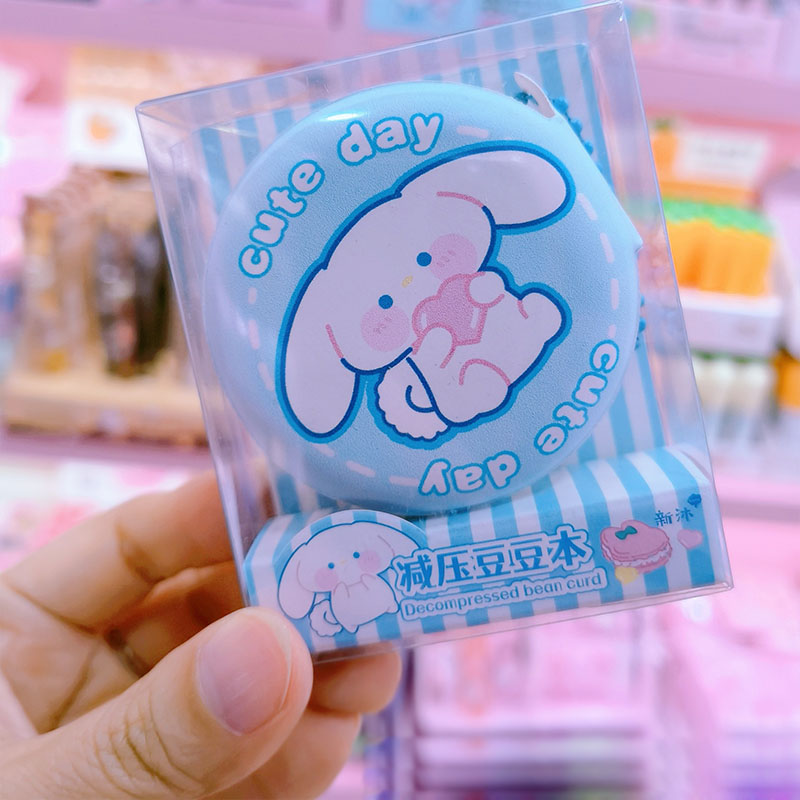 cute day
cute day
新沐
减压豆豆本
Decompressed bean curd